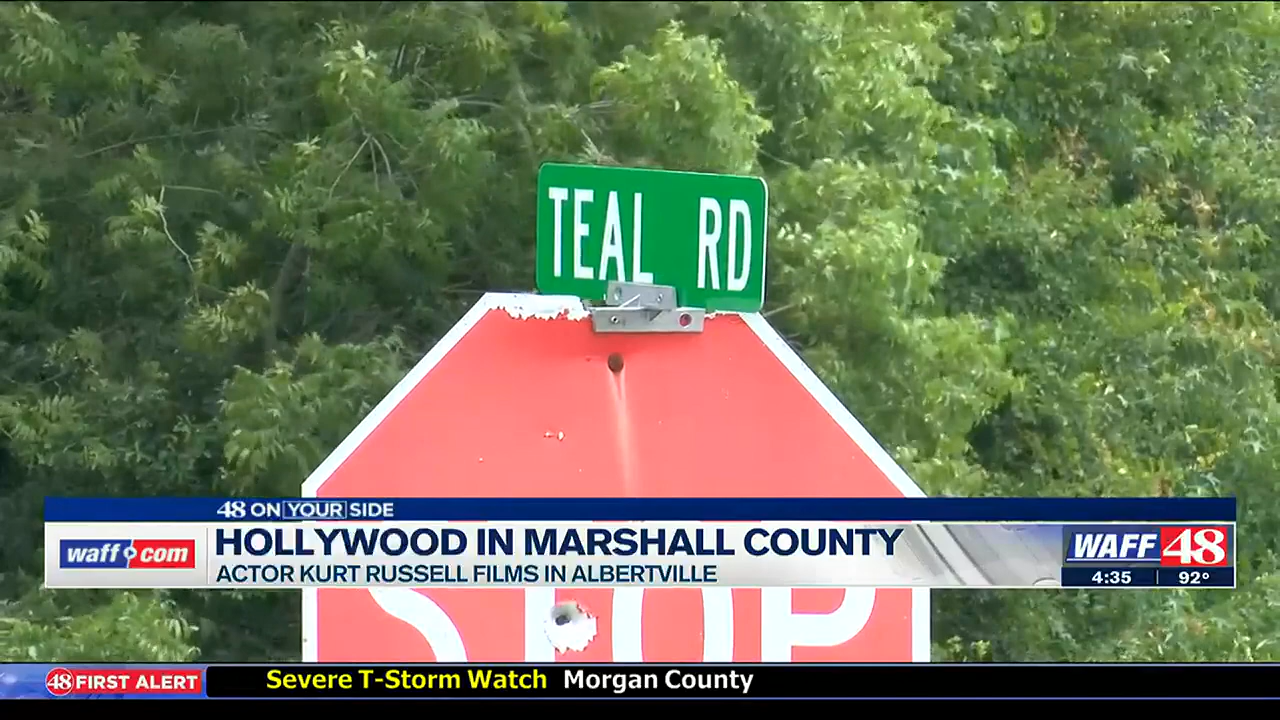 TEAL RD
48 ON YOUR SIDE
waff com
HOLLYWOOD IN MARSHALL COUNTY
ACTOR KURT RUSSELL FILMS IN ALBERTVILLE
WAFF 48
4:35 92°
STOP
48 FIRST ALERT
Severe T-Storm Watch Morgan County